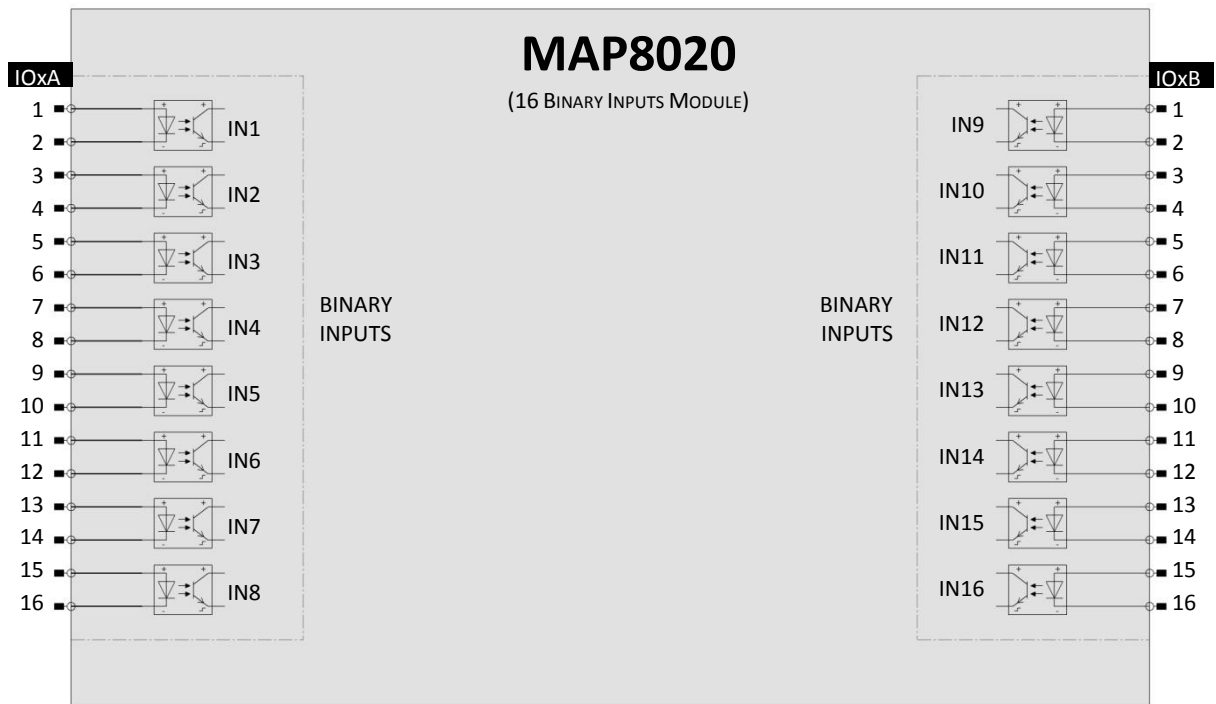 MAP8020
(16 BINARY INPUTS MODULE)
IOxA
1
IN1
2
3
IN2
4
5
IN3
6
7
IN4
8
9
IN5
10
11
IN6
12
13
IN7
14
15
IN8
16
BINARY
INPUTS
BINARY
INPUTS
IOxB
IN9
1
2
IN10
3
4
IN11
5
6
IN12
7
8
IN13
9
10
IN14
11
12
IN15
13
14
IN16
15
16